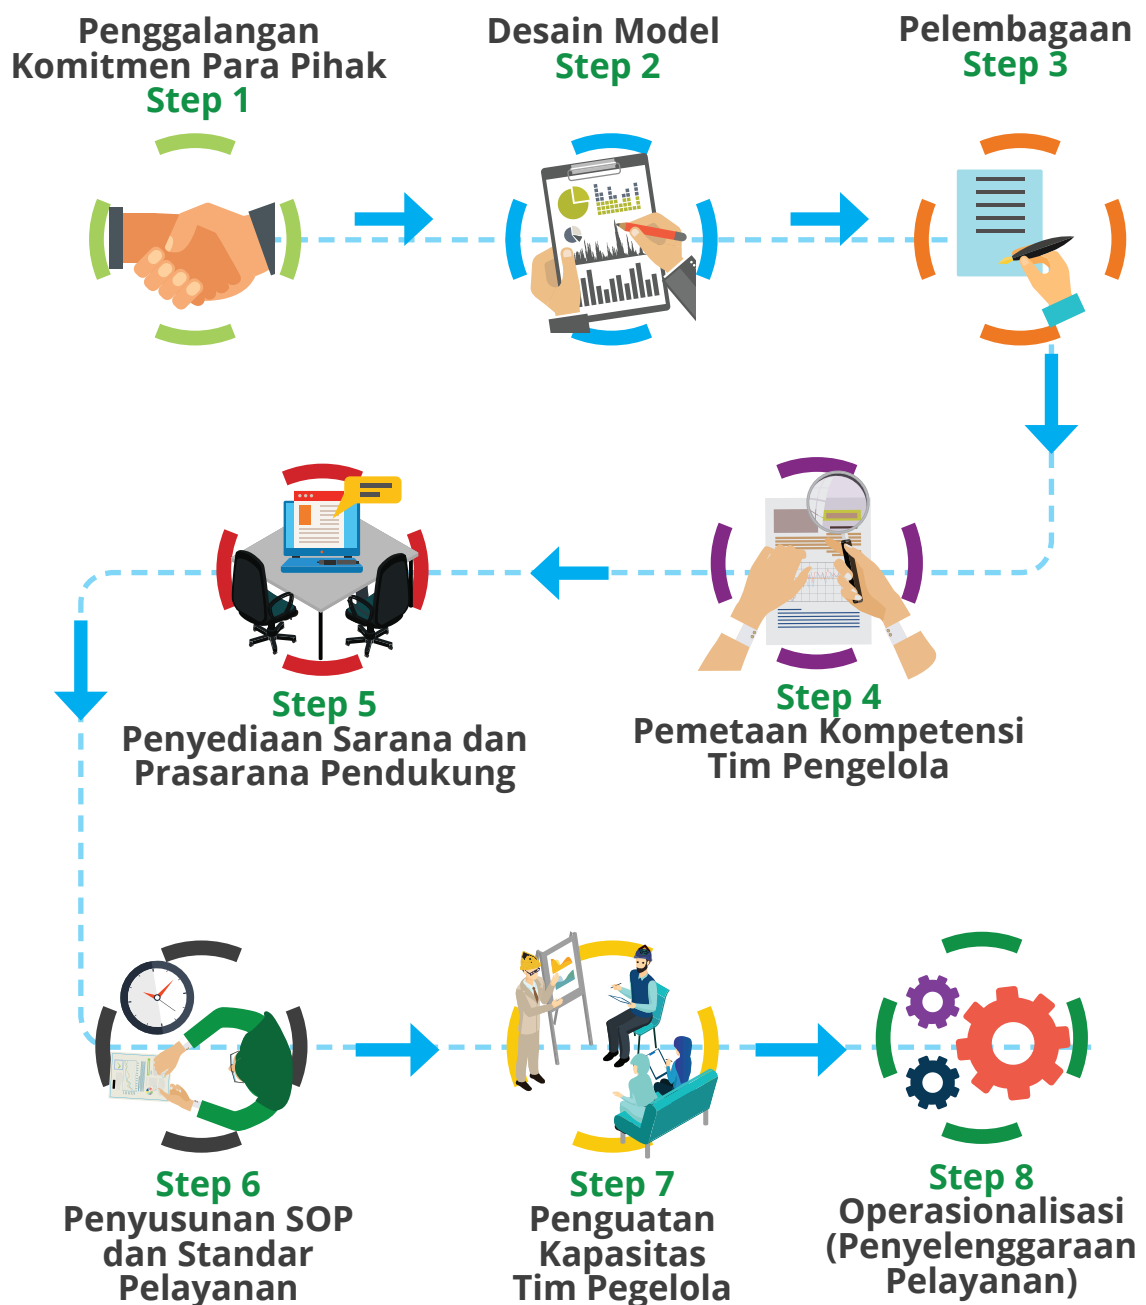 Penggalangan
Komitmen Para Pihak
Step 1
Desain Model
Step 2
Pelembagaan
Step 3
Step 4
Pemetaan Kompetensi
Tim Pengelola
Step 5
Penyediaan Sarana dan
Prasarana Pendukung
Step 6
Penyusunan SOP
dan Standar
Pelayanan
Step 7
Penguatan
Kapasitas
Tim Pegelola
Step 8
Operasionalisasi
(Penyelenggaraan
Pelayanan)